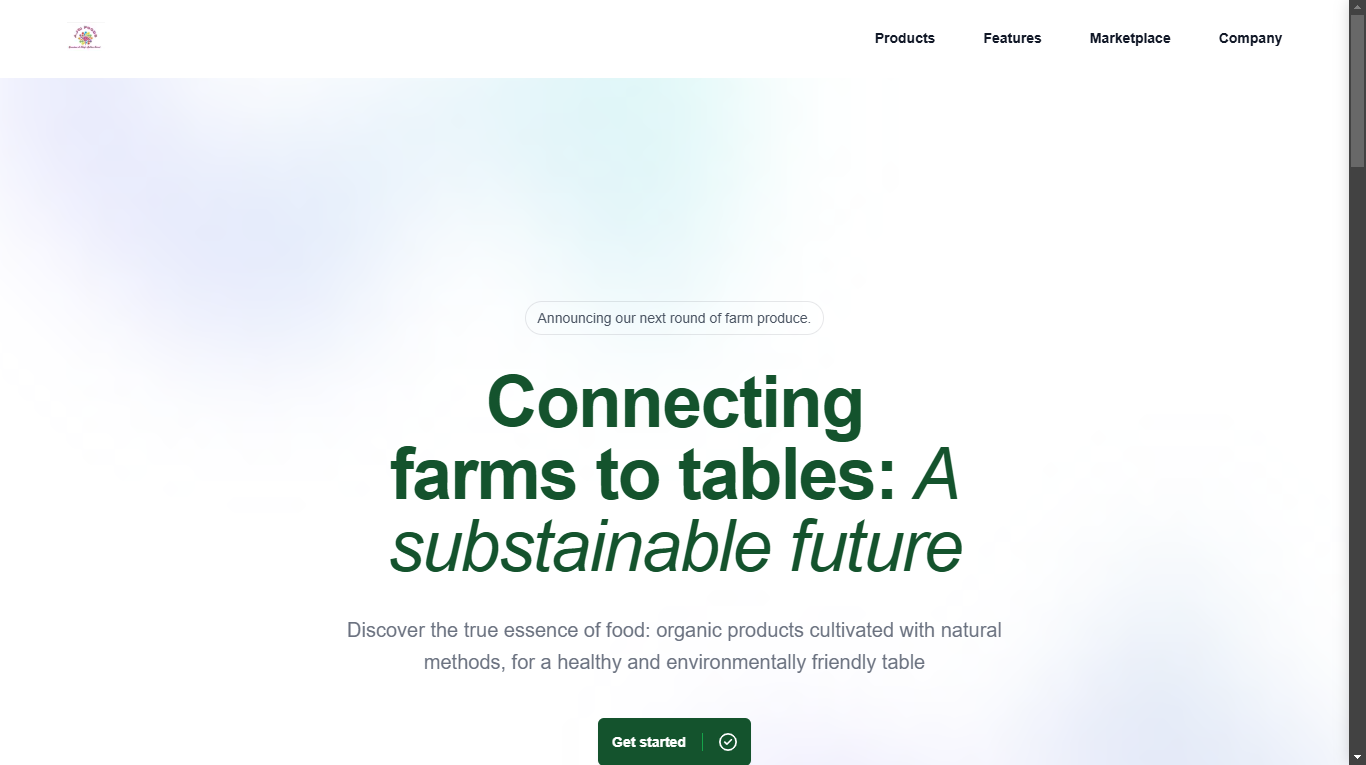 Products Features Marketplace Company
Announcing our next round of farm produce.
Connecting
farms to tables: A
substainable future
Discover the true essence of food: organic products cultivated with natural
methods, for a healthy and environmentally friendly table
Get started